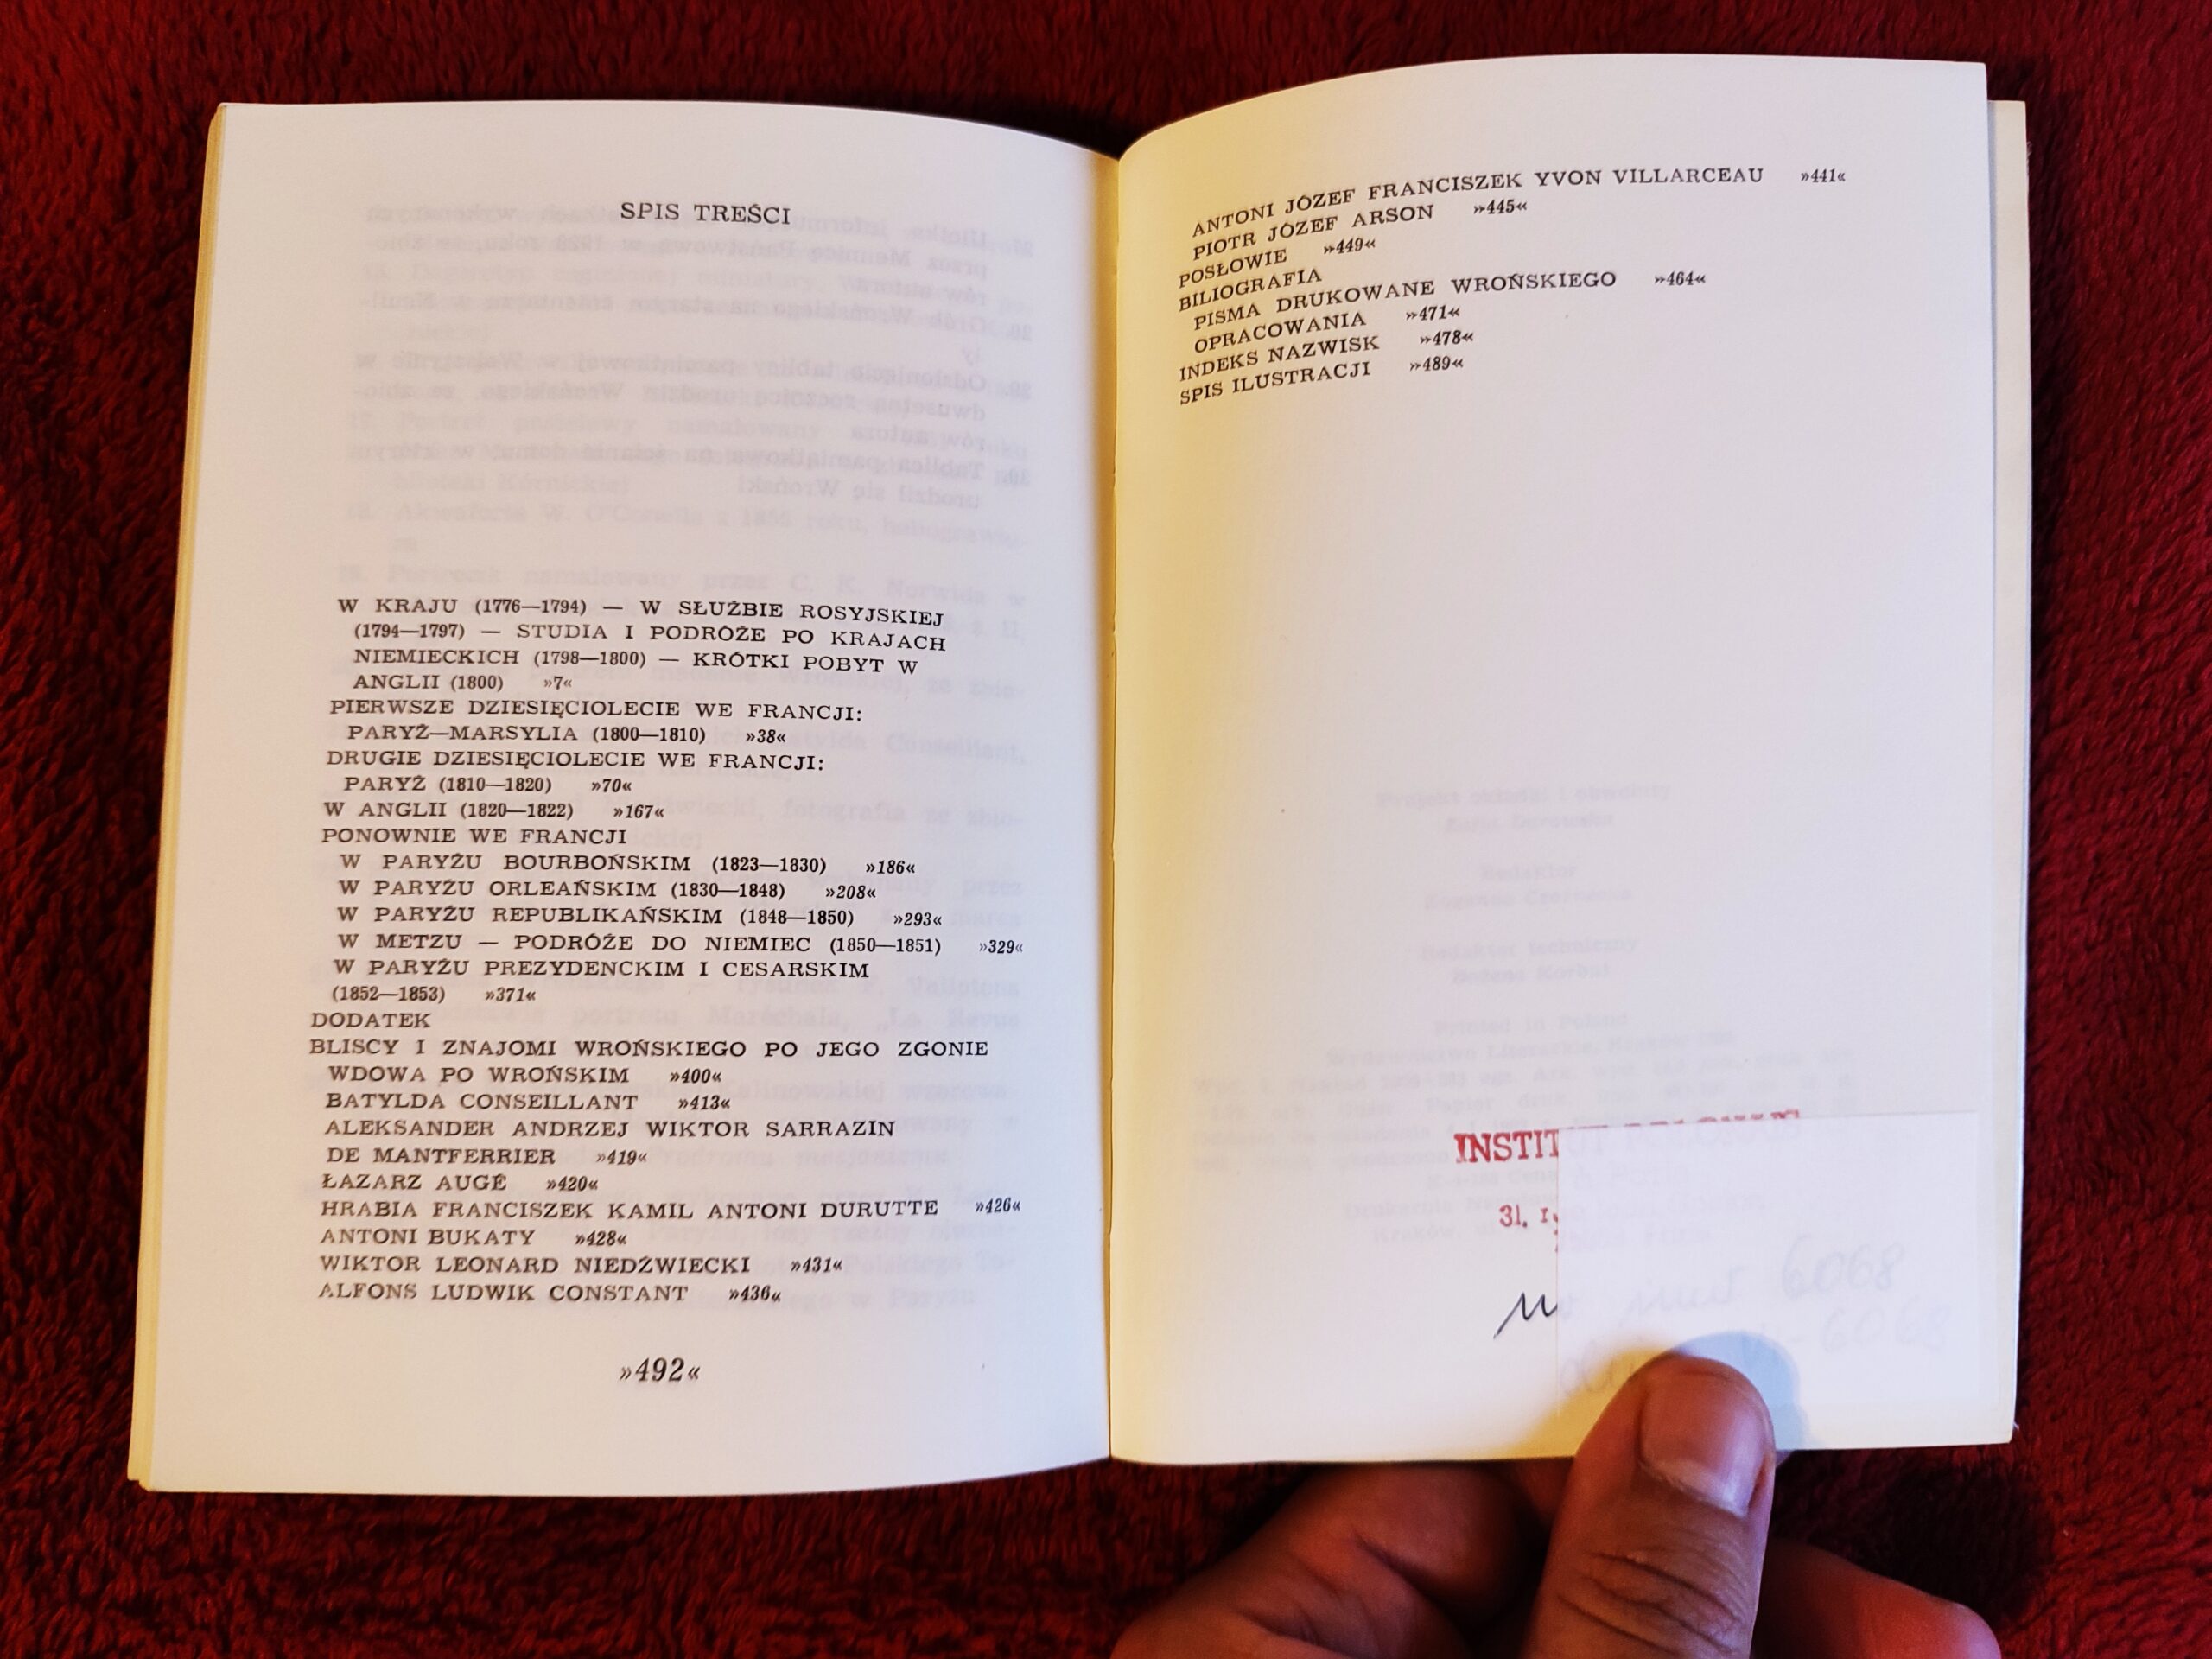 SPIS TREŚCI
W KRAJU (1776—1794) — W SŁUŻBIE ROSYJSKIEJ
(1794—1797) — STUDIA I PODRÓŻE PO KRAJACH
NIEMIECKICH (1798—1800) — KRÓTKI POBYT W
ANGLII (1800) »7«
PIERWSZE DZIESIĘCIOLECIE WE FRANCJI:
PARYŻ—MARSYLIA (1800—1810) »38«
DRUGIE DZIESIĘCIOLECIE WE FRANCJI:
PARYŻ (1810—1820) »70«
W ANGLII (1820—1822) »167«
PONOWNIE WE FRANCJI
W PARYŻU BOURBOŃSKIM (1823—1830) »186«
W PARYŻU ORLEAŃSKIM (1830—1848) »208«
W PARYŻU REPUBLIKAŃSKIM (1848—1850) »293«
W METZU — PODRÓŻE DO NIEMIEC (1850—1851) »329«
W PARYŻU PREZYDENCKIM I CESARSKIM
(1852—1853) »371«
DODATEK
BLISCY I ZNAJOMI WROŃSKIEGO PO JEGO ZGONIE
WDOWA PO WROŃSKIM »400«
BATYLDA CONSEILLANT »413«
ALEKSANDER ANDRZEJ WIKTOR SARRAZIN
DE MANTFERRIER »419«
ŁAZARZ AUGÉ »420«
HRABIA FRANCISZEK KAMIL ANTONI DURUTTE »426«
ANTONI BUKATY »428«
WIKTOR LEONARD NIEDŹWIECKI »431«
ALFONS LUDWIK CONSTANT »436«
»492«
ANTONI JÓZEF FRANCISZEK YVON VILLARCEAU »441«
PIOTR JÓZEF ARSON »445«
POSŁOWIE »449«
BILIOGRAFIA
PISMA DRUKOWANE WROŃSKIEGO »464«
OPRACOWANIA »471«
INDEKS NAZWISK »478«
SPIS ILUSTRACJI »489«
INSTITUT POLONAIS
31.
6068